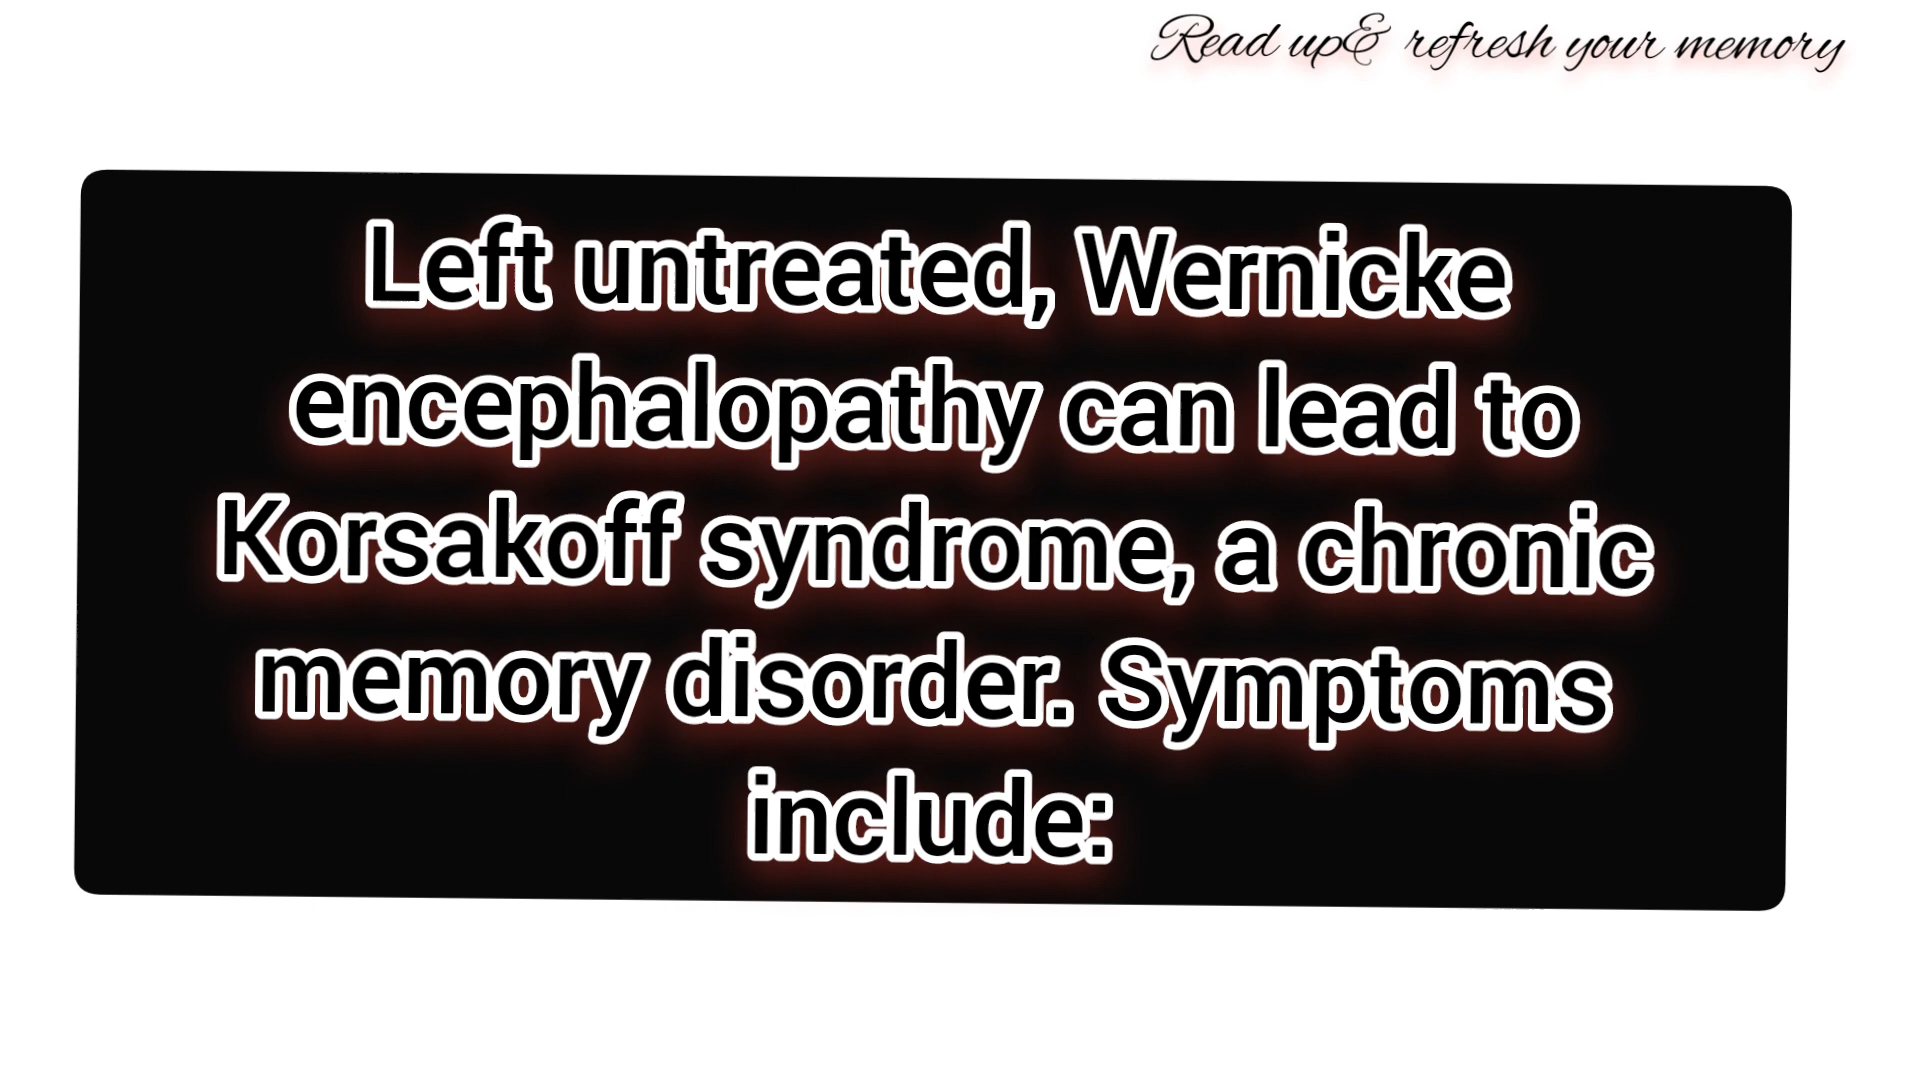 Read up& refresh your memory
Left untreated, Wernicke
encephalopathy can lead to
Korsakoff syndrome, a chronic
memory disorder. Symptoms
include: